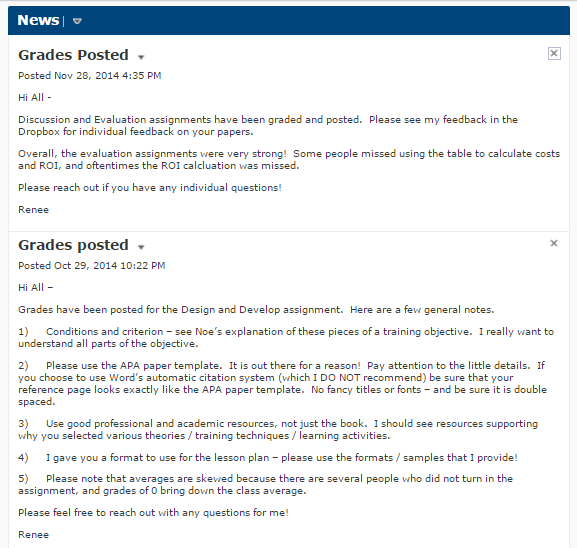 News
Grades Posted
Posted Nov 28, 2014 4:35 PM
Hi All -
Discussion and Evaluation assignments have been graded and posted.  Please see my feedback in the
Dropbox for individual feedback on your papers.
Overall, the evaluation assignments were very strong!  Some people missed using the table to calculate costs
and ROI, and oftentimes the ROI calcluation was missed.
Please reach out if you have any individual questions!
Renee
Grades posted
Posted Oct 29, 2014 10:22 PM
Hi All –
Grades have been posted for the Design and Develop assignment.  Here are a few general notes.
1)     Conditions and criterion – see Noe’s explanation of these pieces of a training objective.  I really want to
understand all parts of the objective.
2)     Please use the APA paper template.  It is out there for a reason!  Pay attention to the little details.  If
you choose to use Word’s automatic citation system (which I DO NOT recommend) be sure that your
reference page looks exactly like the APA paper template.  No fancy titles or fonts – and be sure it is double
spaced.
3)     Use good professional and academic resources, not just the book.  I should see resources supporting
why you selected various theories / training techniques / learning activities.
4)     I gave you a format to use for the lesson plan – please use the formats / samples that I provide!
5)     Please note that averages are skewed because there are several people who did not turn in the
assignment, and grades of 0 bring down the class average.
Please feel free to reach out with any questions for me!
Renee